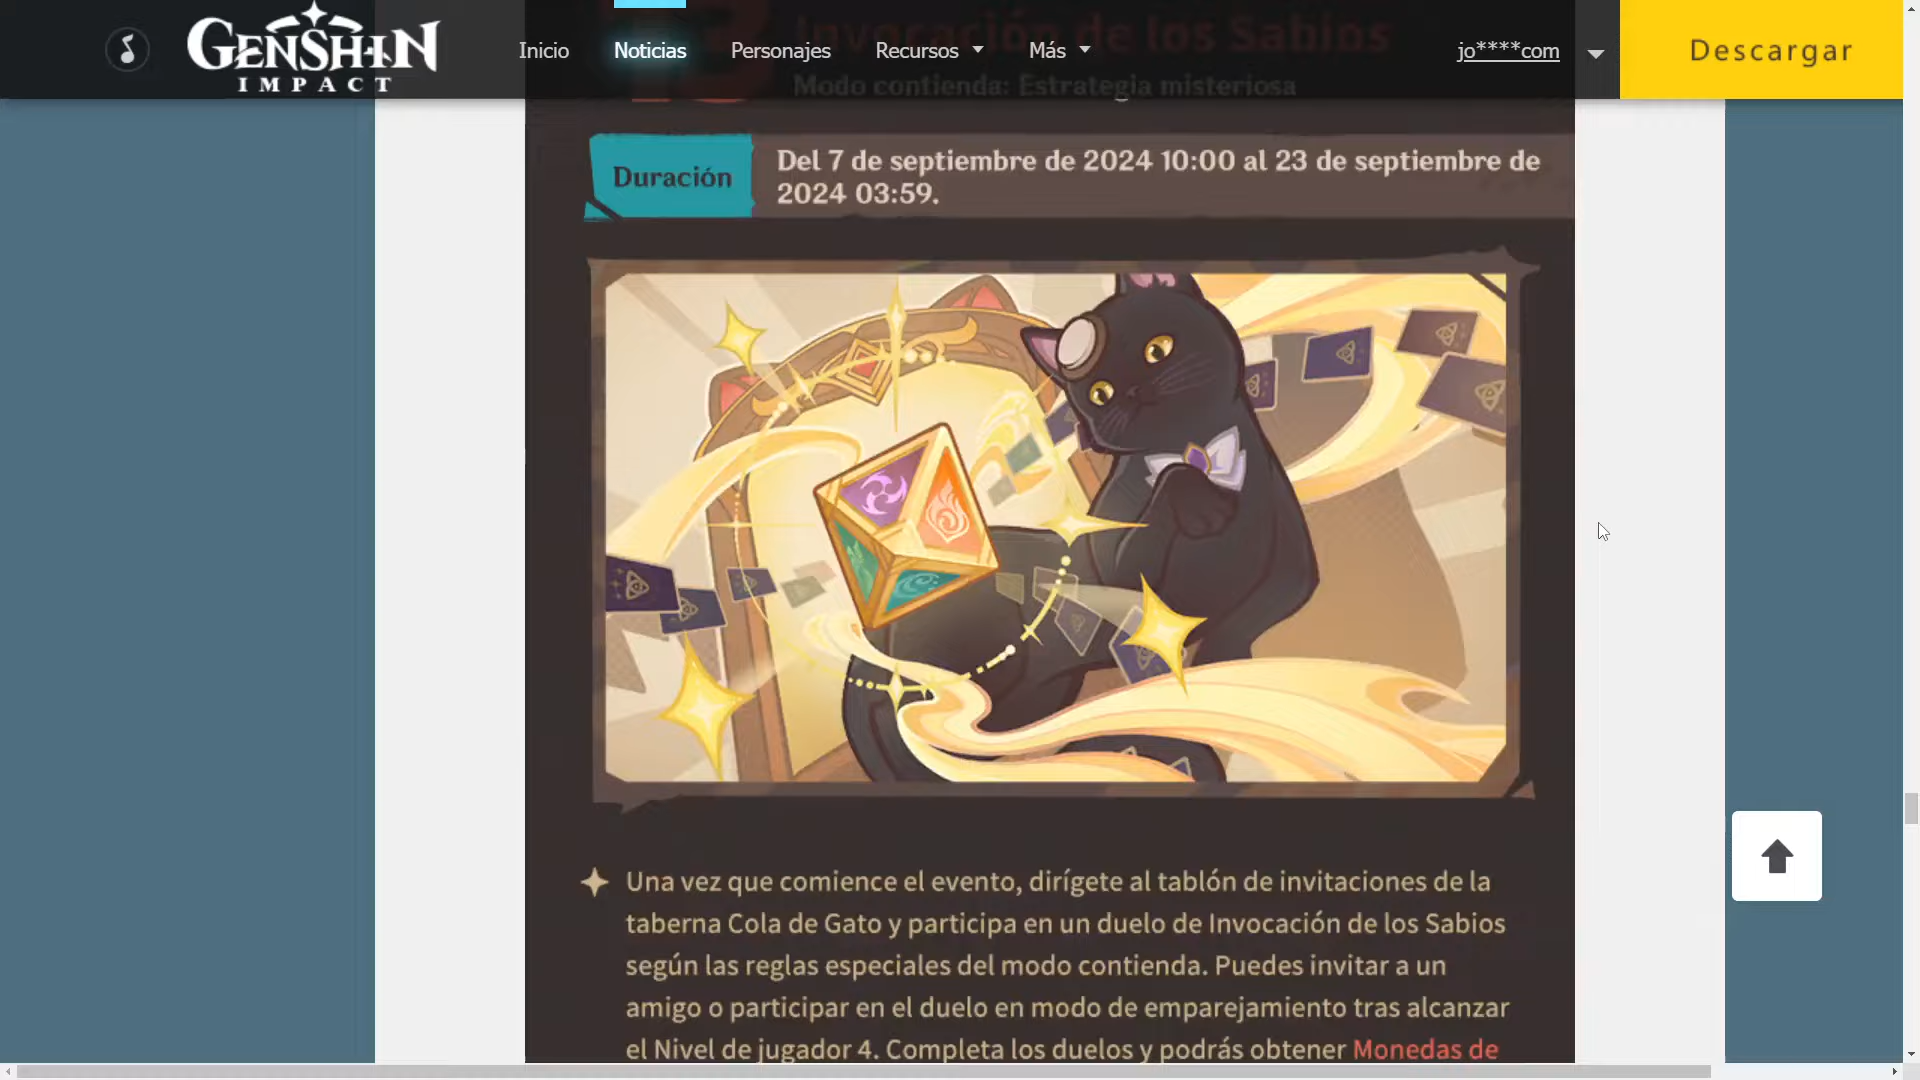 GENSHIN
IMPACT
Inicio
Noticias
Personajes
Recursos
Más
jo****com
Descargar
Invocación de los Sabios
Modo contienda: Estrategia misteriosa
Duración
Del 7 de septiembre de 2024 10:00 al 23 de septiembre de
2024 03:59.
Una vez que comience el evento, dirígete al tablón de invitaciones de la
taberna Cola de Gato y participa en un duelo de Invocación de los Sabios
según las reglas especiales del modo contienda. Puedes invitar a un
amigo o participar en el duelo en modo de emparejamiento tras alcanzar
el Nivel de jugador 4. Completa los duelos y podrás obtener Monedas de